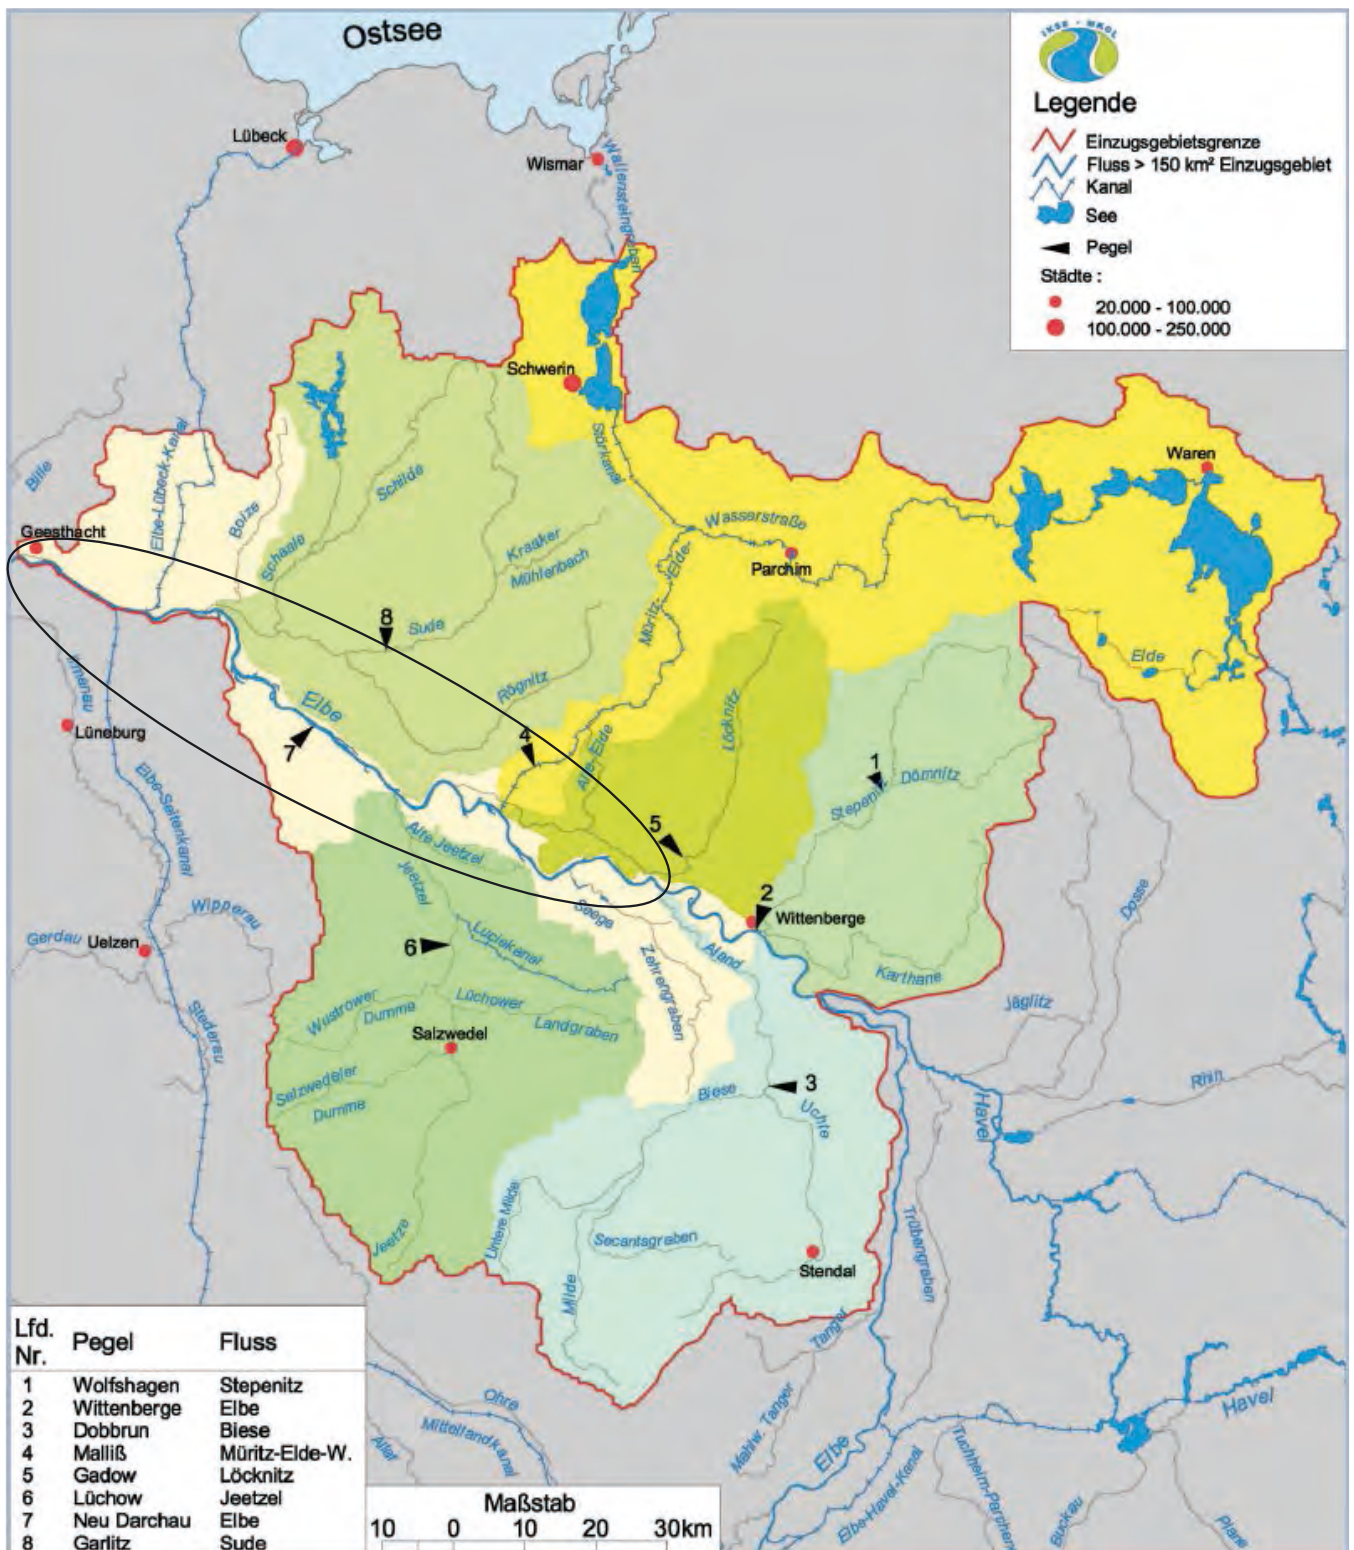 Ostsee
IKSE - MKOL
Legende
Einzugsgebietsgrenze
Fluss > 150 km² Einzugsgebiet
Kanal
See
Pegel
Städte :
20.000 - 100.000
100.000 - 250.000
Lübeck
Wismar
Wallensteingraben
Schwerin
Störkanal
Waren
Bille
Elbe-Lübeck-Kanal
Boize
Schilde
Schaale
Geesthacht
Kraaker
Mühlenbach
Wasserstraße
Elde-
Müritz-
Parchim
8
Sude
Elde
Rögnitz
Ilmenau
Lüneburg
Elbe
7
4
Alte Elde
Löcknitz
1
Dömnitz
Stepenitz
Elbe-Seitenkanal
5
Alte Jeetzel
Jeetzel
2
Wittenberge
Seege
Aland
Dosse
Wipperau
Gerdau
Uelzen
6
Luciekanal
Zehrengraben
Karthane
Jäglitz
Wustrower
Dumme
Lüchower
Landgraben
Stederau
Salzwedel
Salzwedeler
Dumme
Biese
3
Uchte
Rhin
Havel
Untere Milde
Jeetze
Secantsgraben
Milde
Stendal
Trübengraben
Tanger
Mahlw. Tanger
Elbe
Elbe-Havel-Kanal
Tuchheim-Parchen
Buckau
Plane
Havel
Ohre
Mittellandkanal
Aller
Lfd. Nr. Pegel Fluss
1 Wolfshagen Stepenitz
2 Wittenberge Elbe
3 Dobbrun Biese
4 Malliß Müritz-Elde-W.
5 Gadow Löcknitz
6 Lüchow Jeetzel
7 Neu Darchau Elbe
8 Garlitz Sude
Maßstab
10 0 10 20 30km